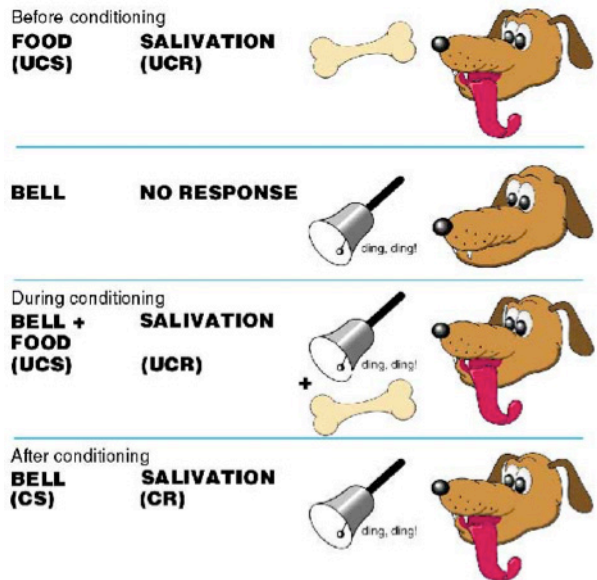 Before conditioning
FOOD SALIVATION
(UCS) (UCR)
BELL NO RESPONSE
ding, ding!
During conditioning
BELL + SALIVATION
FOOD
(UCS) (UCR)
ding, ding!
+
After conditioning
BELL SALIVATION
(CS) (CR)
ding, ding!